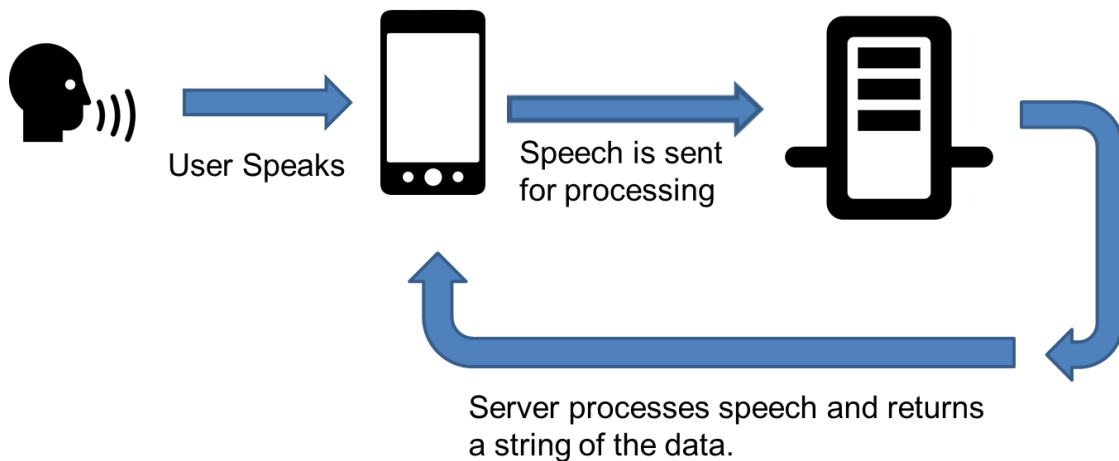 User Speaks
Speech is sent
for processing
Server processes speech and returns
a string of the data.